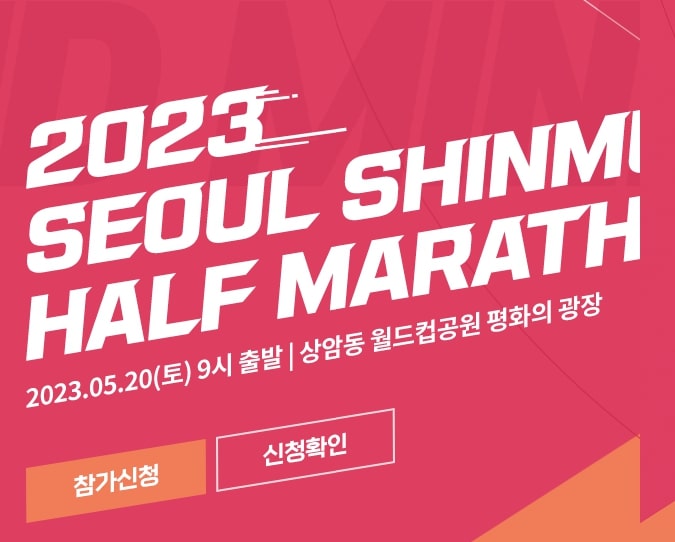 2023
SEOUL SHINMU
HALF MARATH
2023.05.20(토) 9시 출발 | 상암동 월드컵공원 평화의 광장
참가신청
신청확인